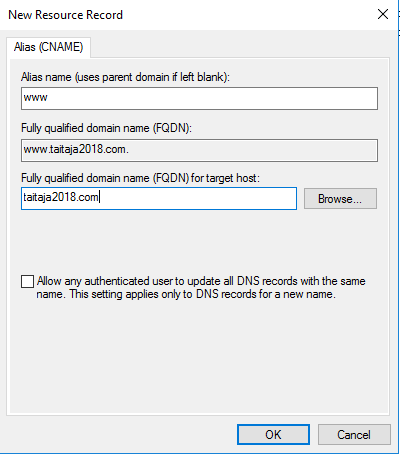 New Resource Record
Alias (CNAME)
Alias name (uses parent domain if left blank):
www
Fully qualified domain name (FQDN):
www.taitaja2018.com.
Fully qualified domain name (FQDN) for target host:
taitaja2018.com
Browse...
Allow any authenticated user to update all DNS records with the same
name. This setting applies only to DNS records for a new name.
OK
Cancel